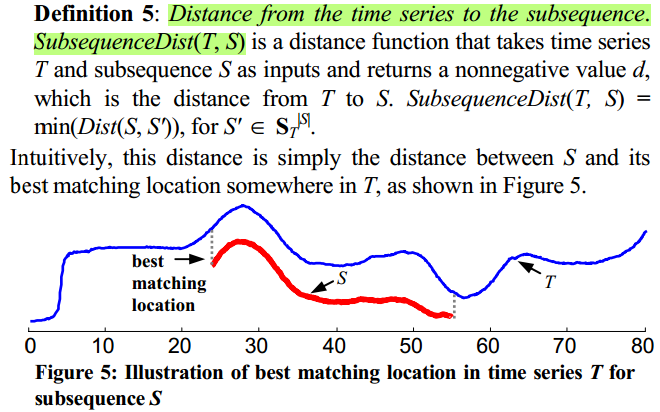 Definition 5: Distance from the time series to the subsequence.
SubsequenceDist(T, S) is a distance function that takes time series
T and subsequence S as inputs and returns a nonnegative value d,
which is the distance from T to S. SubsequenceDist(T, S) =
min(Dist(S, S')), for S' ∈ S_T^|S|.
Intuitively, this distance is simply the distance between S and its
best matching location somewhere in T, as shown in Figure 5.
best
matching
location
S
T
0 10 20 30 40 50 60 70 80
Figure 5: Illustration of best matching location in time series T for
subsequence S